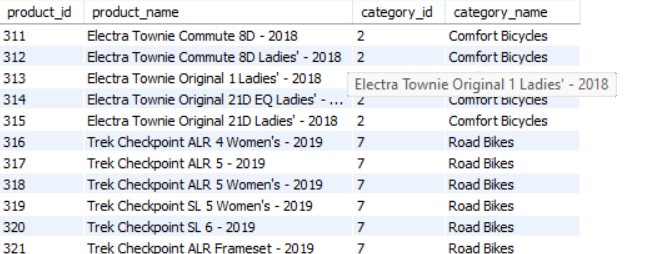 product_id product_name category_id category_name
311 Electra Townie Commute 8D - 2018 2 Comfort Bicycles
312 Electra Townie Commute 8D Ladies' - 2018 2 Comfort Bicycles
313 Electra Townie Original 1 Ladies' - 2018
Electra Townie Original 1 Ladies' - 2018
314 Electra Townie Original 21D EQ Ladies' - ... 2 Comfort Bicycles
315 Electra Townie Original 21D Ladies' - 2018 2 Comfort Bicycles
316 Trek Checkpoint ALR 4 Women's - 2019 7 Road Bikes
317 Trek Checkpoint ALR 5 - 2019 7 Road Bikes
318 Trek Checkpoint ALR 5 Women's - 2019 7 Road Bikes
319 Trek Checkpoint SL 5 Women's - 2019 7 Road Bikes
320 Trek Checkpoint SL 6 - 2019 7 Road Bikes
321 Trek Checkpoint ALR Frameset - 2019 7 Road Bikes